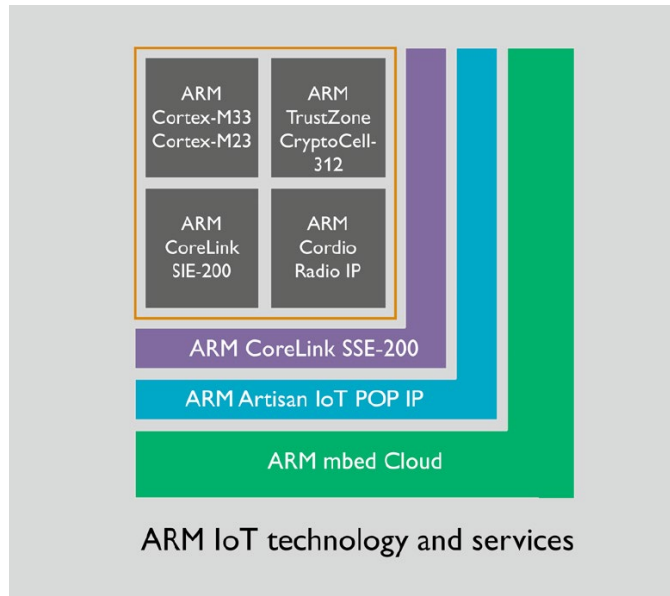 ARM
Cortex-M33
Cortex-M23
ARM
TrustZone
CryptoCell-
312
ARM
CoreLink
SIE-200
ARM
Cordio
Radio IP
ARM CoreLink SSE-200
ARM Artisan IoT POP IP
ARM mbed Cloud
ARM IoT technology and services